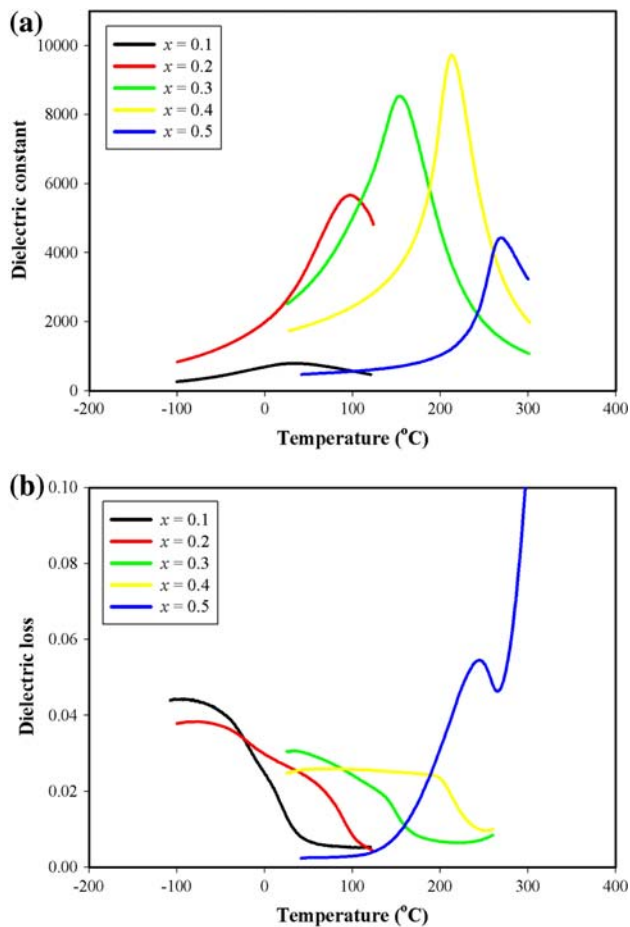 (a)
x = 0.1
x = 0.2
x = 0.3
x = 0.4
x = 0.5
10000
8000
6000
4000
2000
0
Dielectric constant
-200 -100 0 100 200 300 400
Temperature (°C)
(b)
x = 0.1
x = 0.2
x = 0.3
x = 0.4
x = 0.5
0.10
0.08
0.06
0.04
0.02
0.00
Dielectric loss
-200 -100 0 100 200 300 400
Temperature (°C)